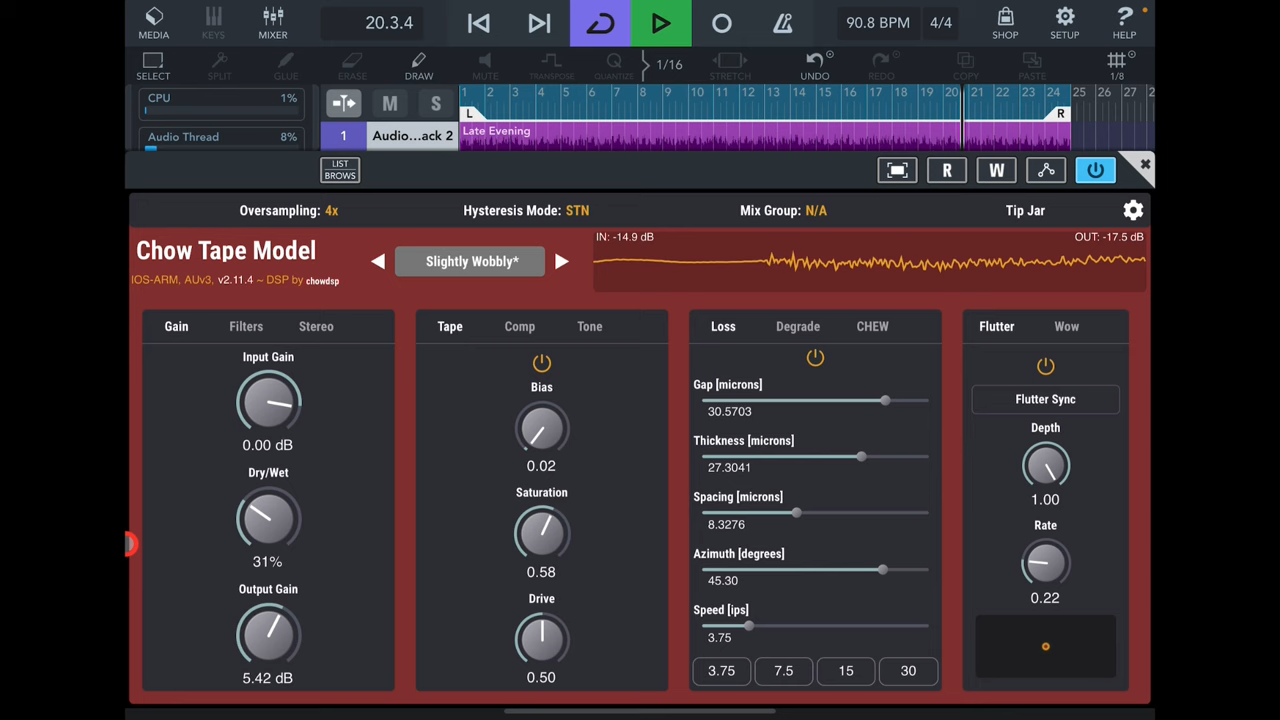 MEDIA
KEYS
MIXER
20.3.4
90.8 BPM
4/4
SHOP
SETUP
?
HELP
SELECT
SPLIT
GLUE
ERASE
DRAW
MUTE
TRANSPOSE
QUANTIZE
1/16
STRETCH
UNDO
REDO
COPY
PASTE
1/8
CPU 1%
M
S
1 2 3 4 5 6 7 8 9 10 11 12 13 14 15 16 17 18 19 20 21 22 23 24 25 26 27 2
L
R
Audio Thread 8%
1
Audio...ack 2
Late Evening
LIST
BROWS
R
W
Oversampling: 4x
Hysteresis Mode: STN
Mix Group: N/A
Tip Jar
Chow Tape Model
IOS-ARM, AUv3, v2.11.4 ~ DSP by chowdsp
Slightly Wobbly*
IN: -14.9 dB
OUT: -17.5 dB
Gain
Filters
Stereo
Input Gain
0.00 dB
Dry/Wet
31%
Output Gain
5.42 dB
Tape
Comp
Tone
Bias
0.02
Saturation
0.58
Drive
0.50
Loss
Degrade
CHEW
Gap [microns]
30.5703
Thickness [microns]
27.3041
Spacing [microns]
8.3276
Azimuth [degrees]
45.30
Speed [ips]
3.75
3.75
7.5
15
30
Flutter
Wow
Flutter Sync
Depth
1.00
Rate
0.22